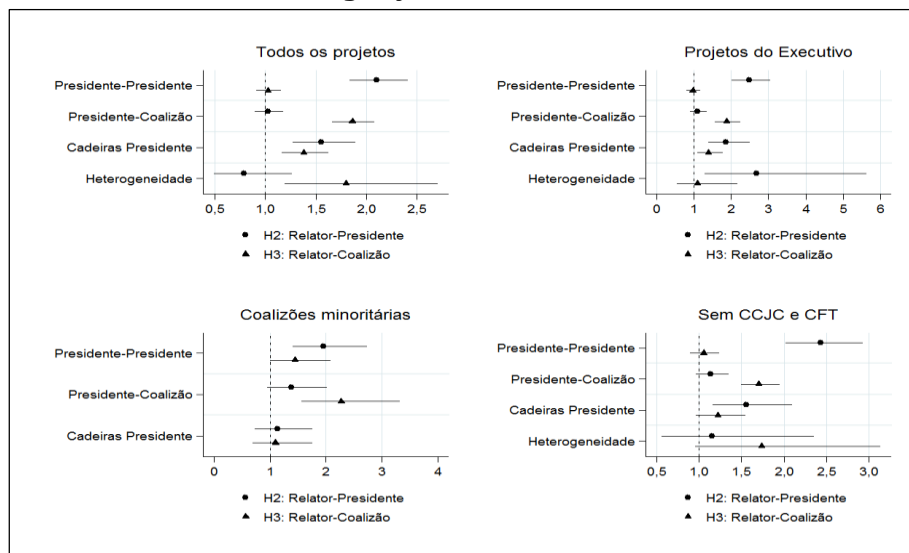 Todos os projetos
Presidente-Presidente
Presidente-Coalizão
Cadeiras Presidente
Heterogeneidade
0,5 1,0 1,5 2,0 2,5
H2: Relator-Presidente
H3: Relator-Coalizão
Projetos do Executivo
Presidente-Presidente
Presidente-Coalizão
Cadeiras Presidente
Heterogeneidade
0 1 2 3 4 5 6
H2: Relator-Presidente
H3: Relator-Coalizão
Coalizões minoritárias
Presidente-Presidente
Presidente-Coalizão
Cadeiras Presidente
0 1 2 3 4
H2: Relator-Presidente
H3: Relator-Coalizão
Sem CCJC e CFT
Presidente-Presidente
Presidente-Coalizão
Cadeiras Presidente
Heterogeneidade
0,5 1,0 1,5 2,0 3,0
H2: Relator-Presidente
H3: Relator-Coalizão